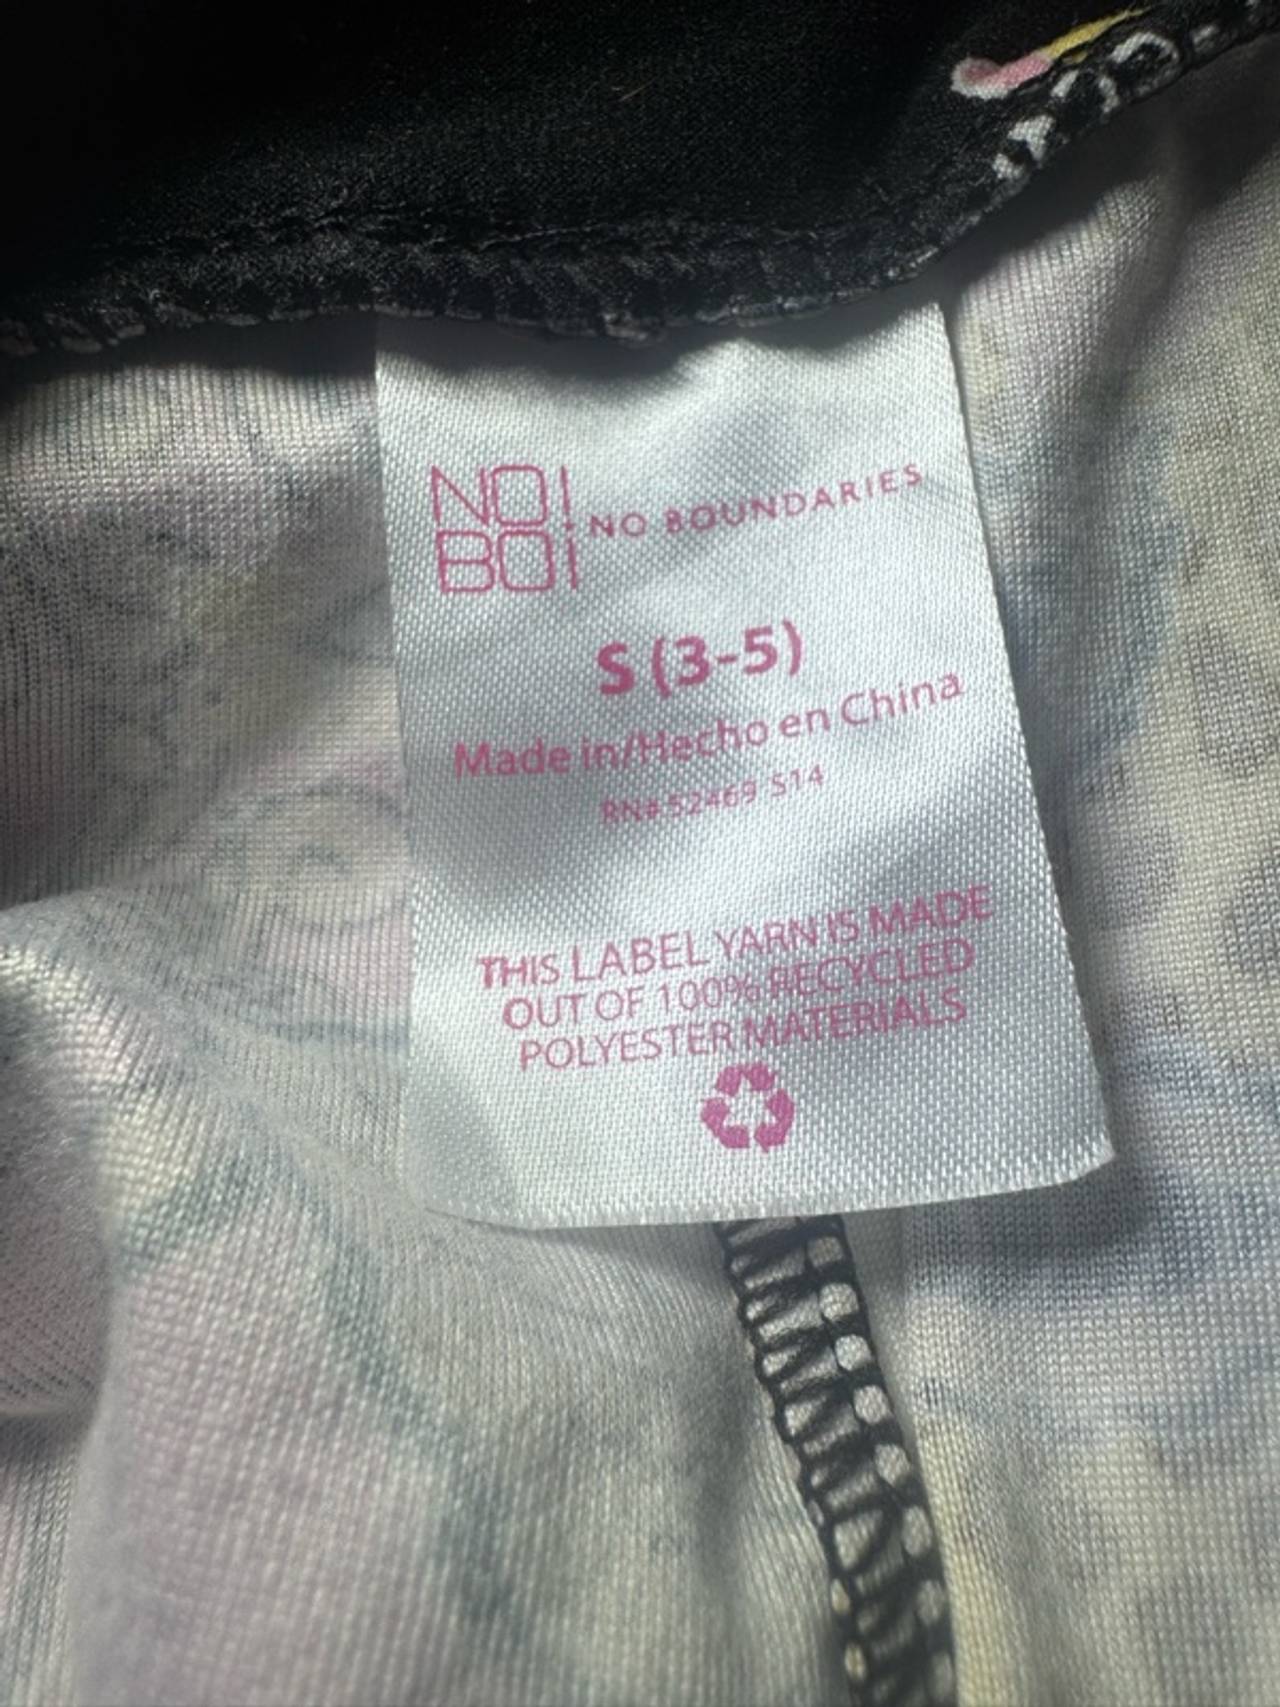 NO
BO
NO BOUNDARIES
S (3-5)
Made in/Hecho en China
RN# 52469 S14
THIS LABEL YARN IS MADE
OUT OF 100% RECYCLED
POLYESTER MATERIALS